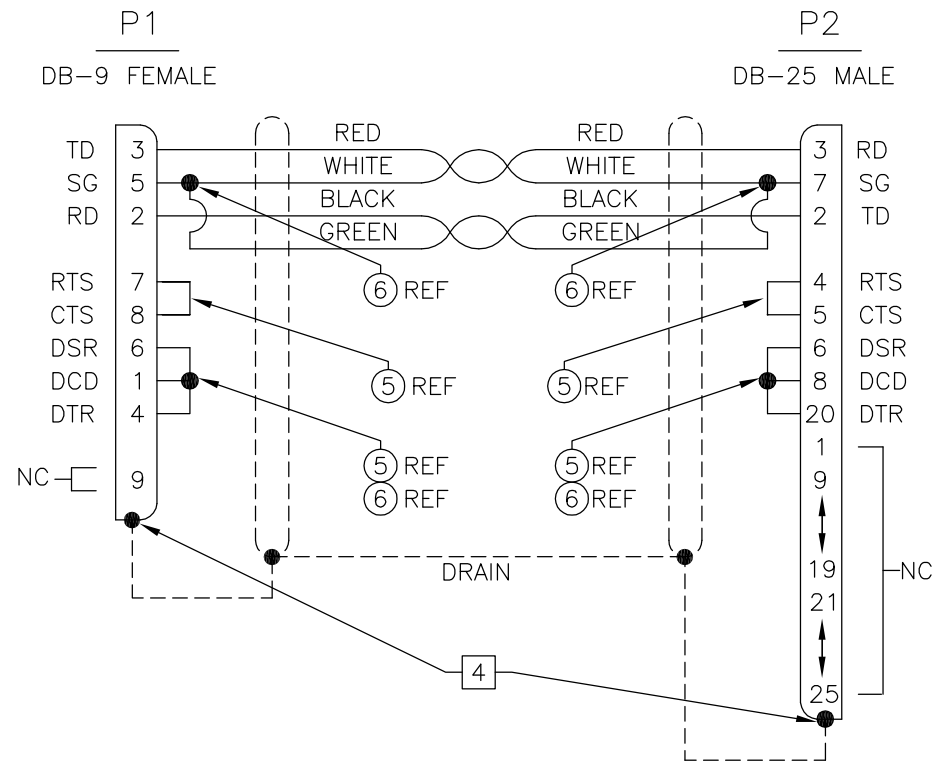 P1
DB-9 FEMALE
P2
DB-25 MALE
TD 3 RED RED 3 RD
SG 5 WHITE WHITE 7 SG
RD 2 BLACK BLACK 2 TD
GREEN GREEN
6 REF 6 REF
RTS 7 4 RTS
CTS 8 5 CTS
DSR 6 6 DSR
DCD 1 5 REF 5 REF 8 DCD
DTR 4 20 DTR
1
5 REF 5 REF
NC 9 9
6 REF 6 REF
19 NC
DRAIN
21
4
25